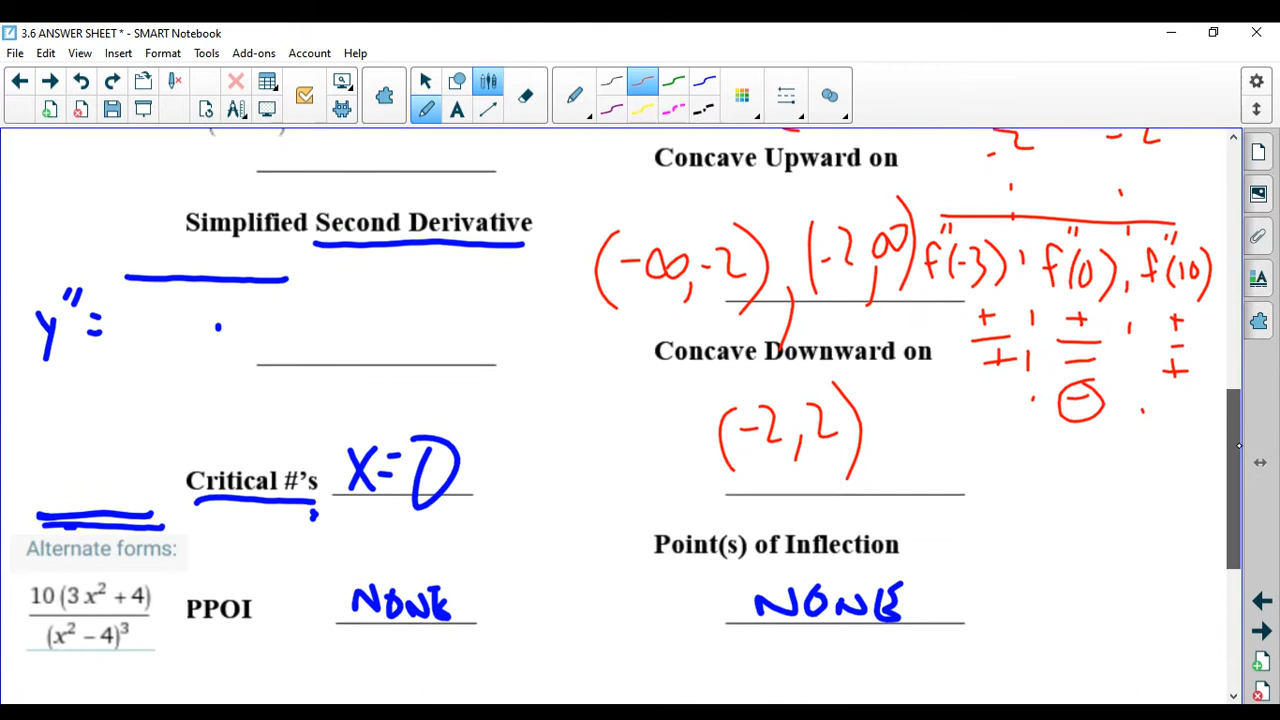 3.6 ANSWER SHEET * - SMART Notebook
File Edit View Insert Format Tools Add-ons Account Help
Concave Upward on
-2 -2
Simplified Second Derivative
(-∞,-2), (-2,∞)
f"(-3) f"(0) f"(10)
y" =
+ + +
+ - +
-
Concave Downward on
(-2,2)
Critical #'s x=0
Point(s) of Inflection
NONE
Alternate forms:
10(3x² + 4)
(x² - 4)³
PPOI NONE